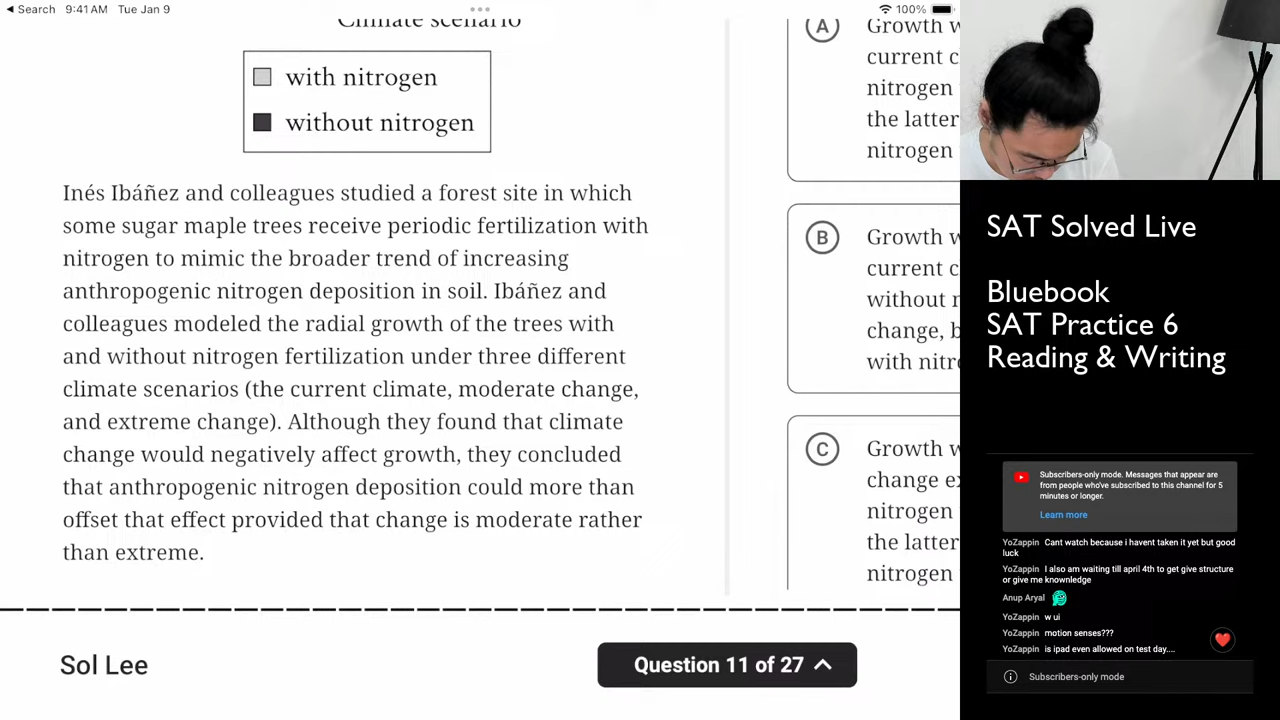 Search 9:41 AM Tue Jan 9
100%
Climate scenario
with nitrogen
without nitrogen
Inés Ibáñez and colleagues studied a forest site in which
some sugar maple trees receive periodic fertilization with
nitrogen to mimic the broader trend of increasing
anthropogenic nitrogen deposition in soil. Ibáñez and
colleagues modeled the radial growth of the trees with
and without nitrogen fertilization under three different
climate scenarios (the current climate, moderate change,
and extreme change). Although they found that climate
change would negatively affect growth, they concluded
that anthropogenic nitrogen deposition could more than
offset that effect provided that change is moderate rather
than extreme.
A
Growth w
current c
nitrogen
the latter
nitrogen
B
Growth w
current c
without n
change, b
with nitro
C
Growth w
change ex
nitrogen
the latter
nitrogen
Sol Lee
Question 11 of 27
SAT Solved Live
Bluebook
SAT Practice 6
Reading & Writing
Subscribers-only mode. Messages that appear are
from people who've subscribed to this channel for 5
minutes or longer.
Learn more
YoZappin Cant watch because i havent taken it yet but good
luck
YoZappin I also am waiting till april 4th to get give structure
or give me knownledge
Anup Aryal
YoZappin w ui
YoZappin motion senses???
YoZappin is ipad even allowed on test day....
Subscribers-only mode